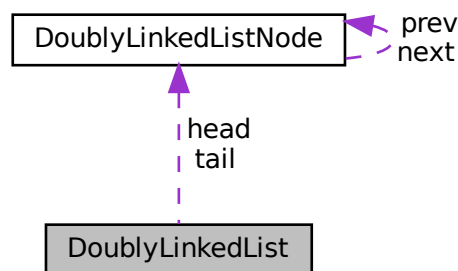 DoublyLinkedListNode
prev
next
head
tail
DoublyLinkedList